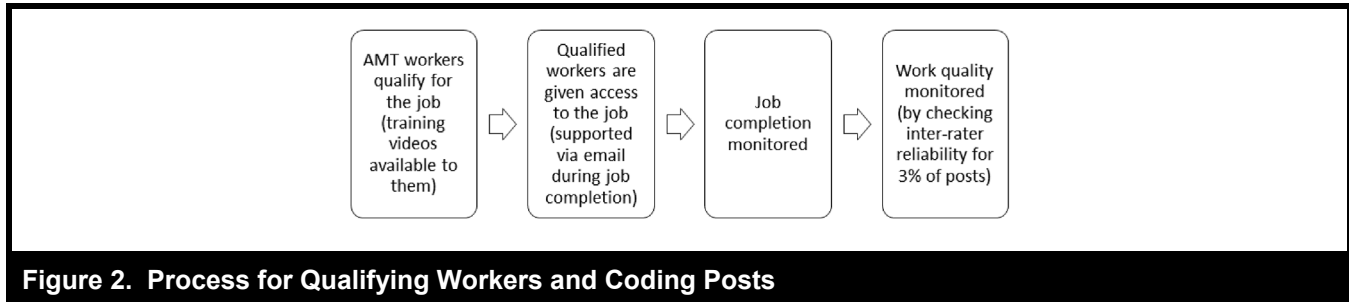 AMT workers
qualify for
the job
(training
videos
available to
them)
Qualified
workers are
given access
to the job
(supported
via email
during job
completion)
Job
completion
monitored
Work quality
monitored
(by checking
inter-rater
reliability for
3% of posts)
Figure 2. Process for Qualifying Workers and Coding Posts